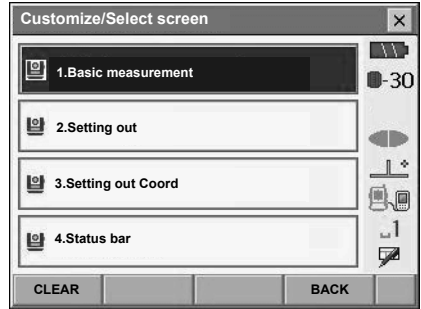 Customize/Select screen
1.Basic measurement
-30
2.Setting out
3.Setting out Coord
4.Status bar
1
CLEAR
BACK